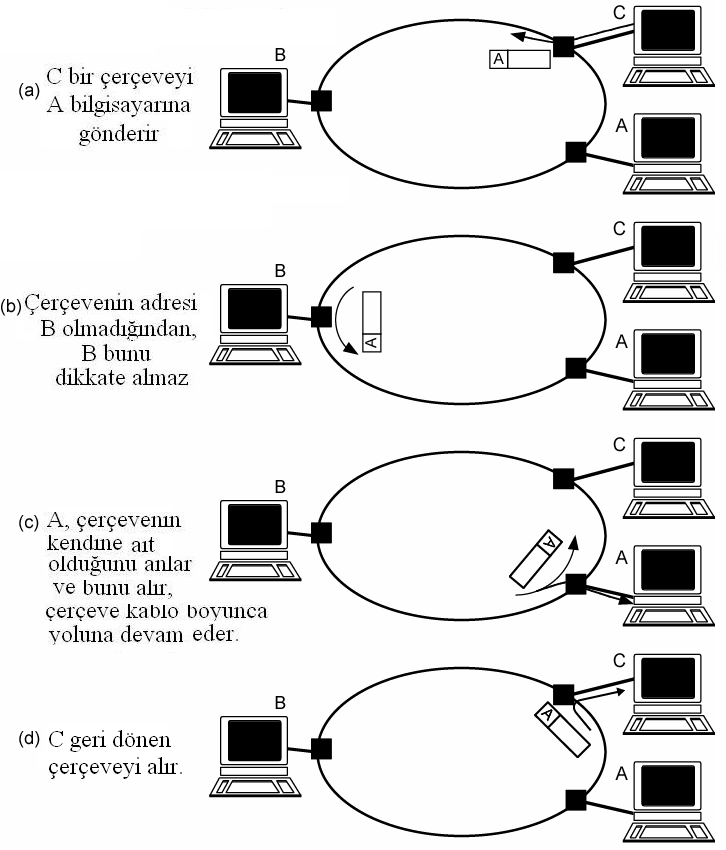 C
A
B
(a) C bir çerçeveyi
A bilgisayarına
gönderir
A
C
B
A
(b) Çerçevenin adresi
B olmadığından,
B bunu
dikkate almaz
A
C
B
A
(c) A, çerçevenin
kendine ait
olduğunu anlar
ve bunu alır,
çerçeve kablo boyunca
yoluna devam eder.
A
C
B
A
(d) C geri dönen
çerçeveyi alır.
A